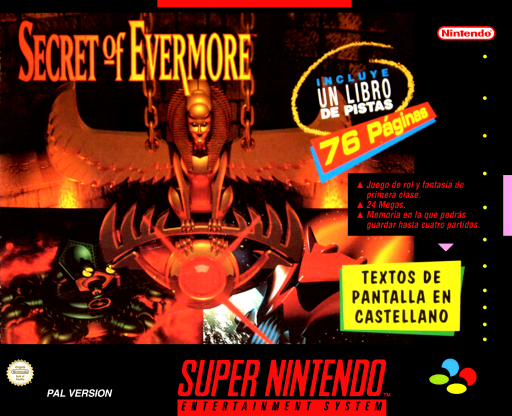 SECRET of EVERMORE
Nintendo
INCLUYE
UN LIBRO
DE PISTAS
76 Páginas
▲ Juego de rol y fantasía de
primera clase.
▲ 24 Megas.
▲ Memoria en la que podrás
guardar hasta cuatro partidas.
TEXTOS DE
PANTALLA EN
CASTELLANO
PAL VERSION
SUPER NINTENDO
ENTERTAINMENT SYSTEM